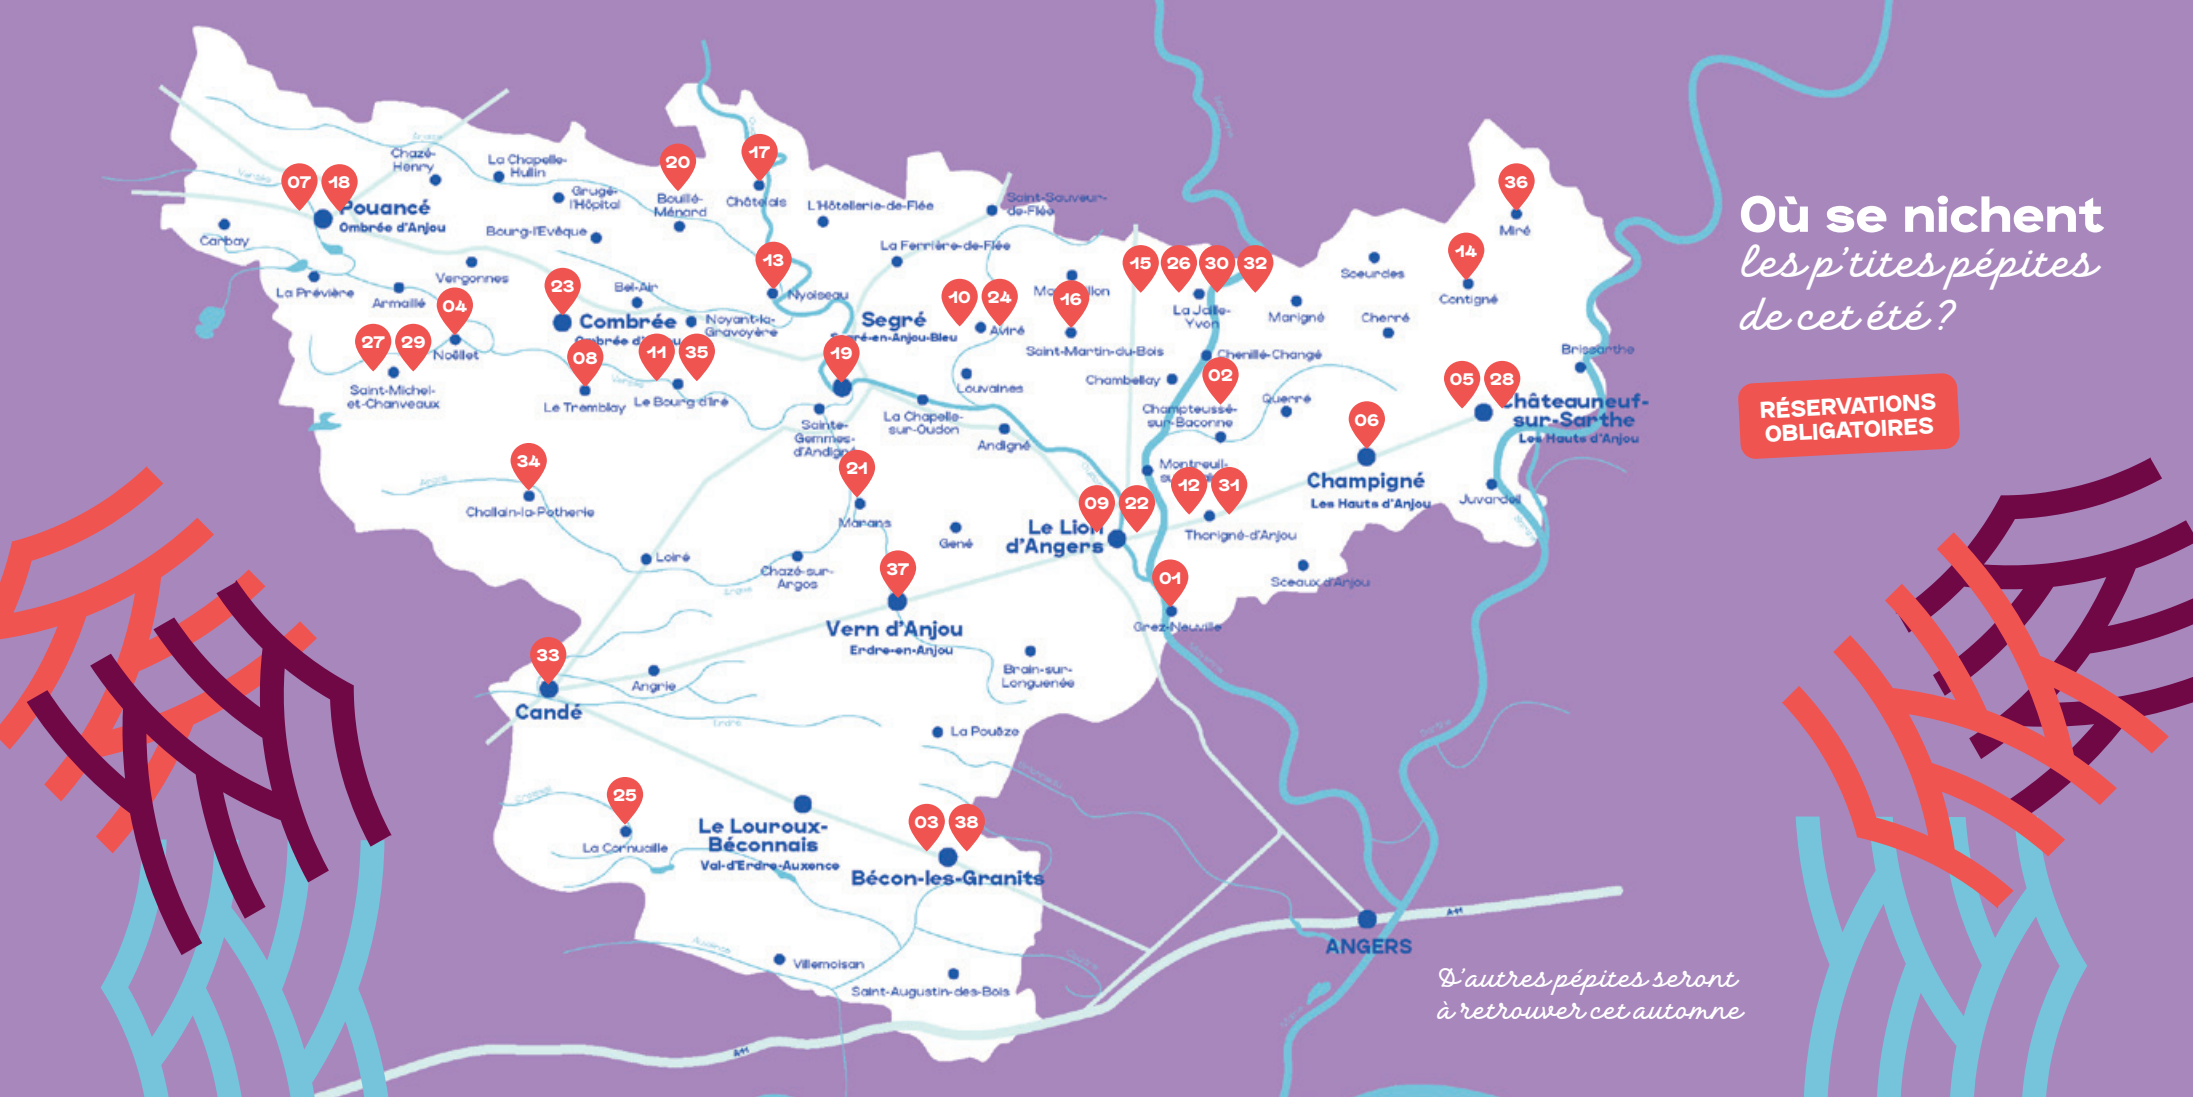 Où se nichent
les p'tites pépites
de cet été ?
RÉSERVATIONS
OBLIGATOIRES
17
20
Chazé-
Henry
La Chapelle-
Hullin
07
18
36
Grugé-
l'Hôpital
Bouillé-
Ménard
Châtelais
L'Hôtellerie-de-Flée
Saint-Sauveur-
de-Flée
Pouancé
Ombrée d'Anjou
Miré
Carbay
Bourg-l'Evêque
La Ferrière-de-Flée
14
13
15
26
30
32
Soeurdes
Vergonnes
La Prévière
Armaillé
Bel-Air
23
Nyoiseau
10
24
16
Contigné
04
La Jaille-
Yvon
Marigné
Cherré
Combrée
Noyant-la-
Gravoyère
Segré
Aviré
27
29
Noëllet
08
11
35
19
Saint-Martin-du-Bois
Chenillé-Changé
Brissarthe
Saint-Michel-
et-Chanveaux
Le Tremblay
Le Bourg d'Iré
Louvaines
Chambellay
02
05
28
Querré
Champteussé-
sur-Baconne
Châteauneuf-
sur-Sarthe
Les Hauts d'Anjou
Sainte-
Gemmes-
d'Andigné
La Chapelle-
sur-Oudon
Andigné
06
34
21
Montreuil-
12
31
Champigné
Les Hauts d'Anjou
Juvardeil
Challain-la-Potherie
Marans
09
22
Gené
Le Lion
d'Angers
Thorigné-d'Anjou
Loiré
Chazé-sur-
Argos
37
01
Sceaux d'Anjou
Grez-Neuville
Vern d'Anjou
Erdre-en-Anjou
33
Angrie
Brain-sur-
Longuenée
Candé
La Pouëze
25
03
38
La Cornuaille
Le Louroux-
Béconnais
Val-d'Erdre-Auxence
Bécon-les-Granits
A11
ANGERS
Villemoisan
Saint-Augustin-des-Bois
A11
D'autres pépites seront
à retrouver cet automne